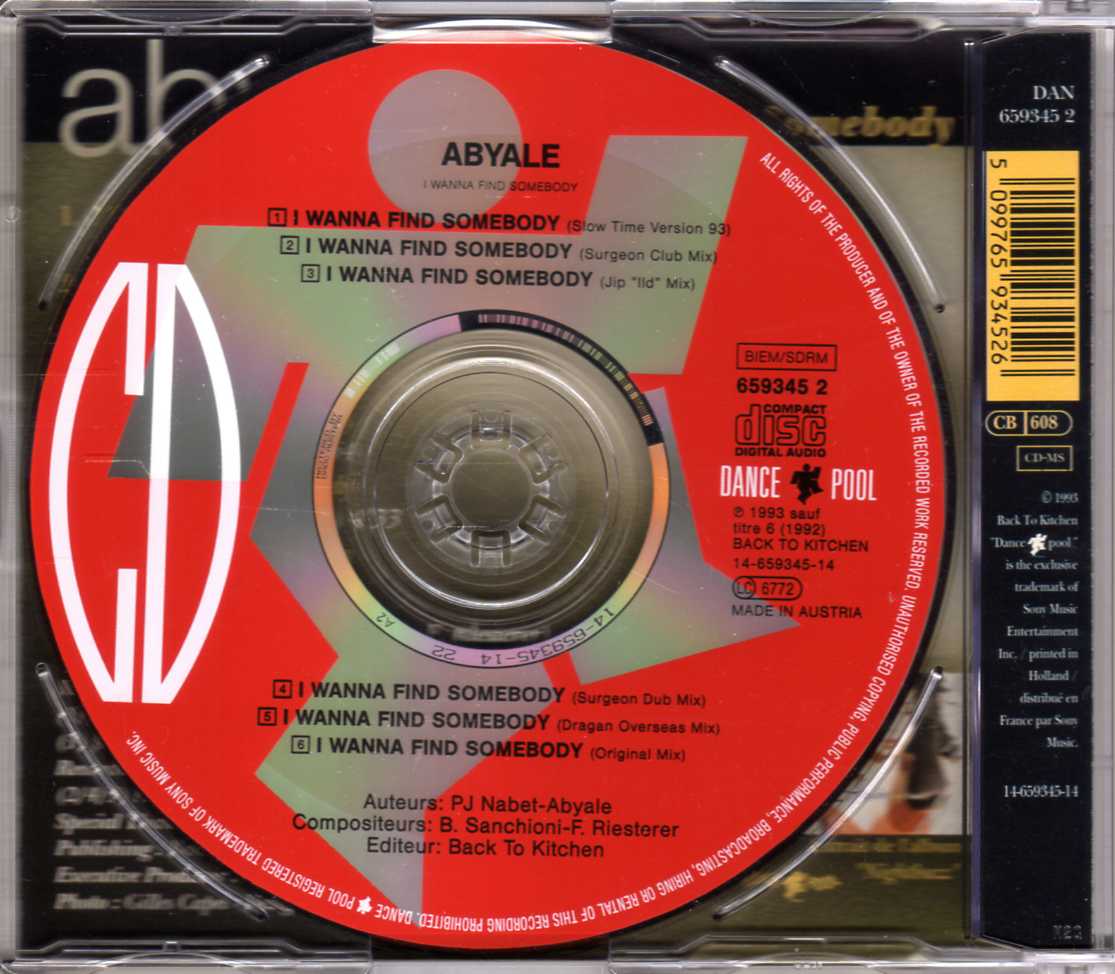 ab
Somebody
ABYALE
I WANNA FIND SOMEBODY
1 I WANNA FIND SOMEBODY (Slow Time Version 93)
2 I WANNA FIND SOMEBODY (Surgeon Club Mix)
3 I WANNA FIND SOMEBODY (Jip "Ild" Mix)
CD
BIEM/SDRM
659345 2
COMPACT
disc
DIGITAL AUDIO
DANCE POOL
℗ 1993 sauf
titre 6 (1992)
BACK TO KITCHEN
14-659345-14
LC 6772
MADE IN AUSTRIA
14-659345-14 22 A2
4 I WANNA FIND SOMEBODY (Surgeon Dub Mix)
5 I WANNA FIND SOMEBODY (Dragan Overseas Mix)
6 I WANNA FIND SOMEBODY (Original Mix)
Auteurs: PJ Nabet-Abyale
Compositeurs: B. Sanchioni-F. Riesterer
Editeur: Back To Kitchen
ALL RIGHTS OF THE PRODUCER AND OF THE OWNER OF THE RECORDED WORK RESERVED. UNAUTHORISED COPYING, PUBLIC PERFORMANCE, BROADCASTING, HIRING OR RENTAL OF THIS RECORDING PROHIBITED. DANCE POOL REGISTERED TRADEMARK OF SONY MUSIC INC.
Publishing
Executive
Photo : Gilles
DAN
659345 2
5 099765 934526
CB 608
CD-MS
© 1993
Back To Kitchen
"Dance pool"
is the exclusive
trademark of
Sony Music
Entertainment
Inc. / printed in
Holland /
distribué en
France par Sony
Music.
14-659345-14